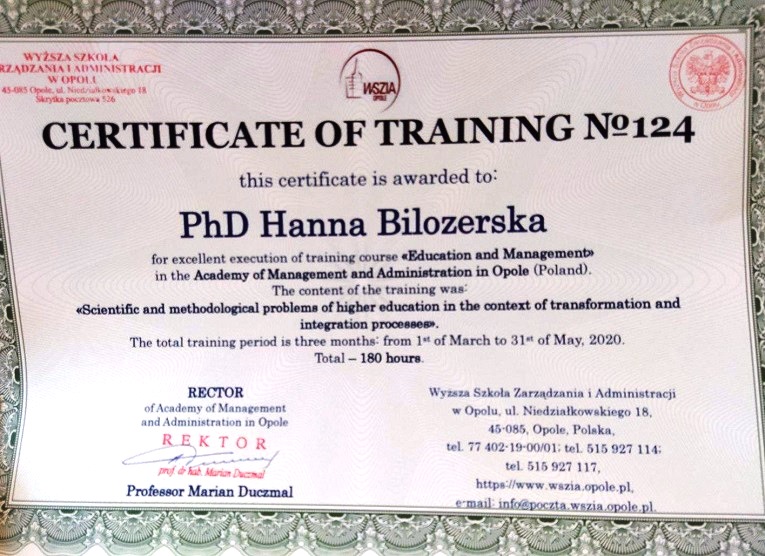 WYŻSZA SZKOŁA
RZĄDZANIA I ADMINISTRACJI
W OPOLU
45-085 Opole, ul. Niedziałkowskiego 18
Skrytka pocztowa 526
WSZIA
OPOLE
CERTIFICATE OF TRAINING №124
this certificate is awarded to:
PhD Hanna Bilozerska
for excellent execution of training course «Education and Management»
in the Academy of Management and Administration in Opole (Poland).
The content of the training was:
«Scientific and methodological problems of higher education in the context of transformation and
integration processes».
The total training period is three months: from 1st of March to 31st of May, 2020.
Total – 180 hours.
RECTOR
of Academy of Management
and Administration in Opole
REKTOR
prof. dr hab. Marian Duczmal
Professor Marian Duczmal
Wyższa Szkoła Zarządzania i Administracji
w Opolu, ul. Niedziałkowskiego 18,
45-085, Opole, Polska,
tel. 77 402-19-00/01; tel. 515 927 114;
tel. 515 927 117,
https://www.wszia.opole.pl,
e-mail: info@poczta.wszia.opole.pl.